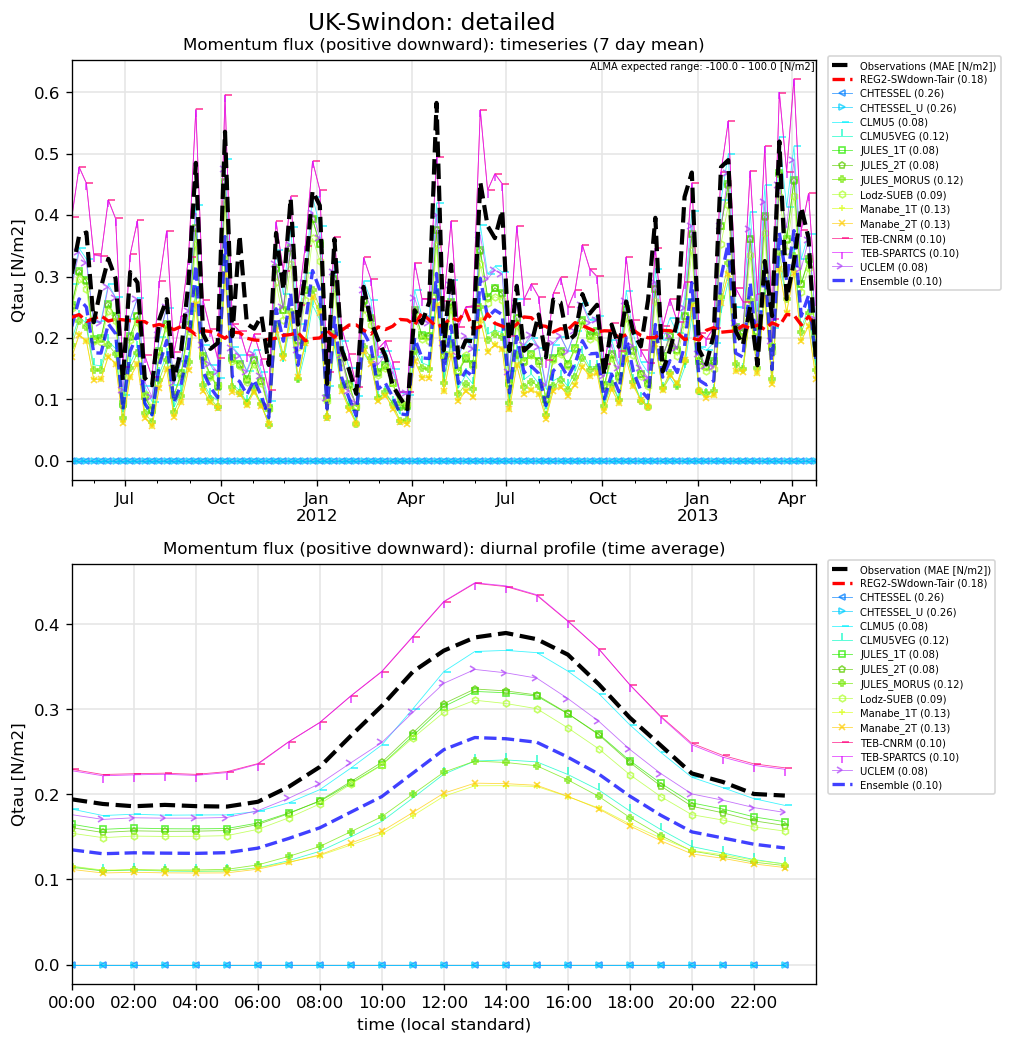 UK-Swindon: detailed
Momentum flux (positive downward): timeseries (7 day mean)
ALMA expected range: -100.0 - 100.0 [N/m2]
Qtau [N/m2]
0.6
0.5
0.4
0.3
0.2
0.1
0.0
Jul Oct Jan Apr Jul Oct Jan Apr
2012 2013
Observations (MAE [N/m2])
REG2-SWdown-Tair (0.18)
CHTESSEL (0.26)
CHTESSEL_U (0.26)
CLMU5 (0.08)
CLMU5VEG (0.12)
JULES_1T (0.08)
JULES_2T (0.08)
JULES_MORUS (0.12)
Lodz-SUEB (0.09)
Manabe_1T (0.13)
Manabe_2T (0.13)
TEB-CNRM (0.10)
TEB-SPARTCS (0.10)
UCLEM (0.08)
Ensemble (0.10)
Momentum flux (positive downward): diurnal profile (time average)
Qtau [N/m2]
0.4
0.3
0.2
0.1
0.0
00:00 02:00 04:00 06:00 08:00 10:00 12:00 14:00 16:00 18:00 20:00 22:00
time (local standard)
Observation (MAE [N/m2])
REG2-SWdown-Tair (0.18)
CHTESSEL (0.26)
CHTESSEL_U (0.26)
CLMU5 (0.08)
CLMU5VEG (0.12)
JULES_1T (0.08)
JULES_2T (0.08)
JULES_MORUS (0.12)
Lodz-SUEB (0.09)
Manabe_1T (0.13)
Manabe_2T (0.13)
TEB-CNRM (0.10)
TEB-SPARTCS (0.10)
UCLEM (0.08)
Ensemble (0.10)